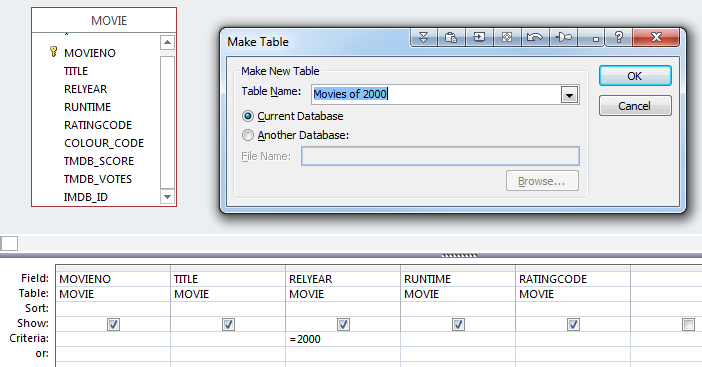 MOVIE
*
MOVIENO
TITLE
RELYEAR
RUNTIME
RATINGCODE
COLOUR_CODE
TMDB_SCORE
TMDB_VOTES
IMDB_ID
Make Table
Make New Table
Table Name: Movies of 2000
Current Database
Another Database:
File Name:
Browse...
OK
Cancel
Field: MOVIENO TITLE RELYEAR RUNTIME RATINGCODE
Table: MOVIE MOVIE MOVIE MOVIE MOVIE
Sort:
Show:
Criteria: =2000
or: